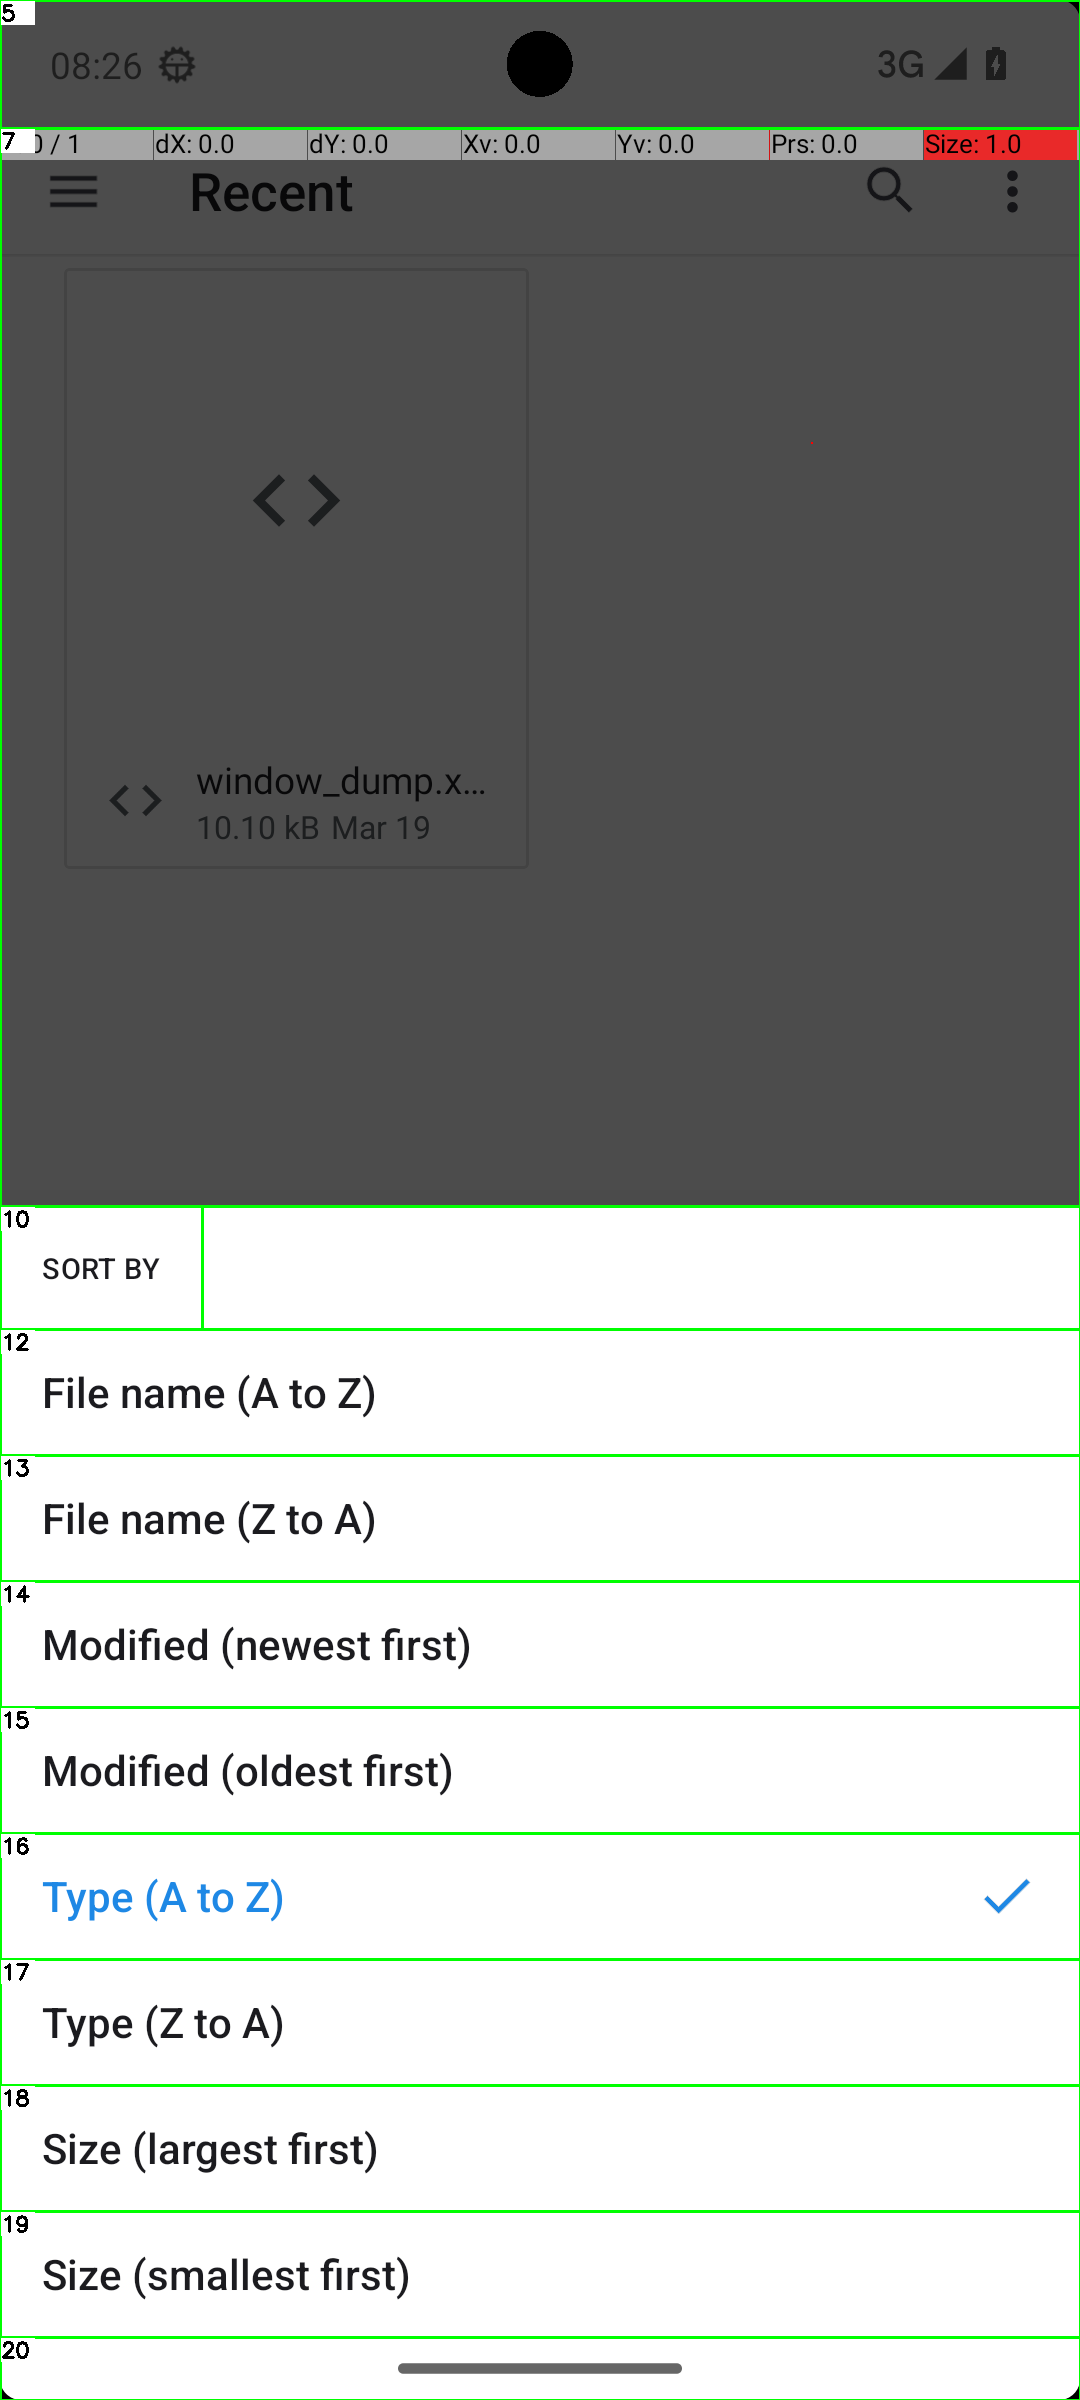 5
08:26
3G
7
0 / 1 dX: 0.0 dY: 0.0 Xv: 0.0 Yv: 0.0 Prs: 0.0 Size: 1.0
Recent
window_dump.x...
10.10 kB Mar 19
10
SORT BY
12
File name (A to Z)
13
File name (Z to A)
14
Modified (newest first)
15
Modified (oldest first)
16
Type (A to Z)
17
Type (Z to A)
18
Size (largest first)
19
Size (smallest first)
20